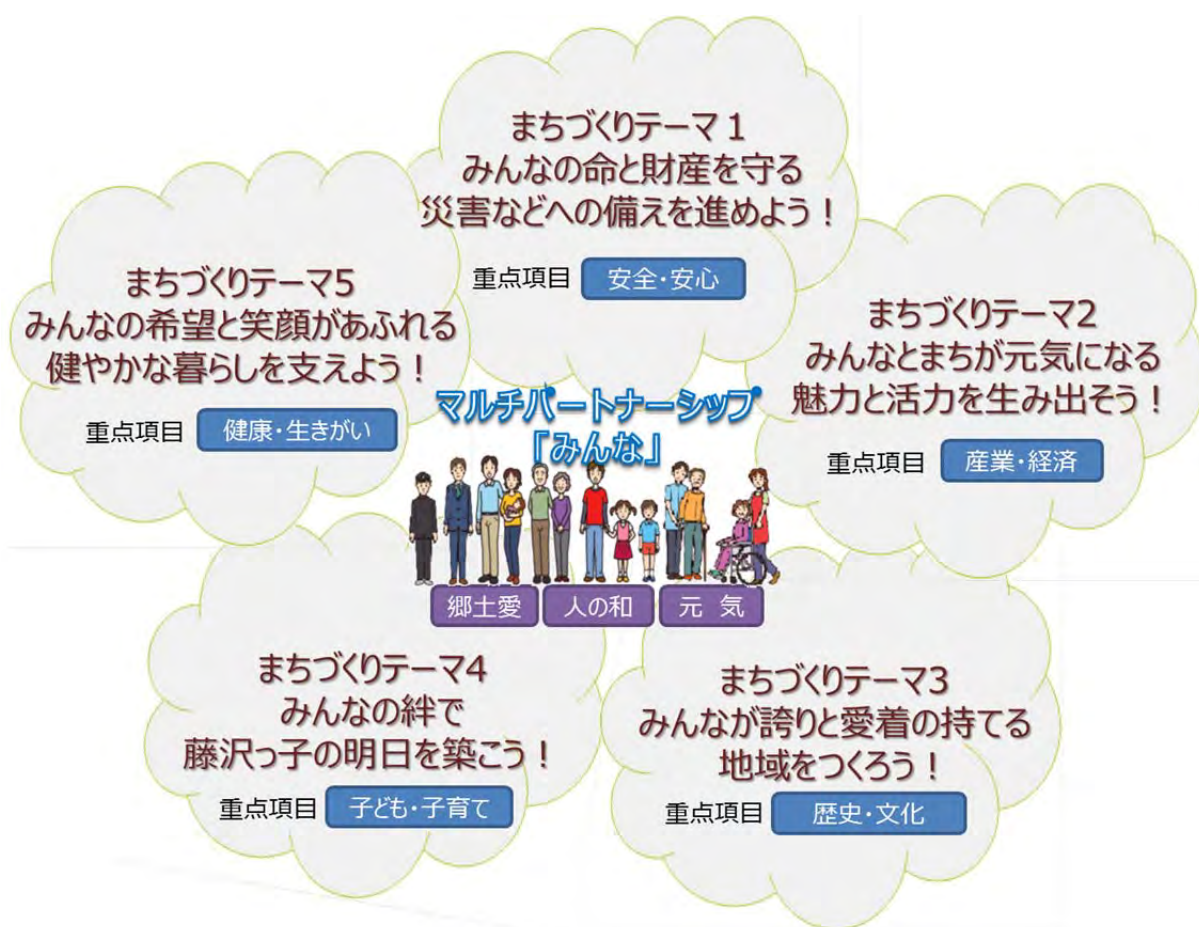 まちづくりテーマ1
みんなの命と財産を守る
災害などへの備えを進めよう!
重点項目 安全・安心
まちづくりテーマ2
みんなとまちが元気になる
魅力と活力を生み出そう!
重点項目 産業・経済
まちづくりテーマ5
みんなの希望と笑顔があふれる
健やかな暮らしを支えよう!
重点項目 健康・生きがい
マルチパートナーシップ
「みんな」
郷土愛 人の和 元 気
まちづくりテーマ4
みんなの絆で
藤沢っ子の明日を築こう!
重点項目 子ども・子育て
まちづくりテーマ3
みんなが誇りと愛着の持てる
地域をつくろう!
重点項目 歴史・文化